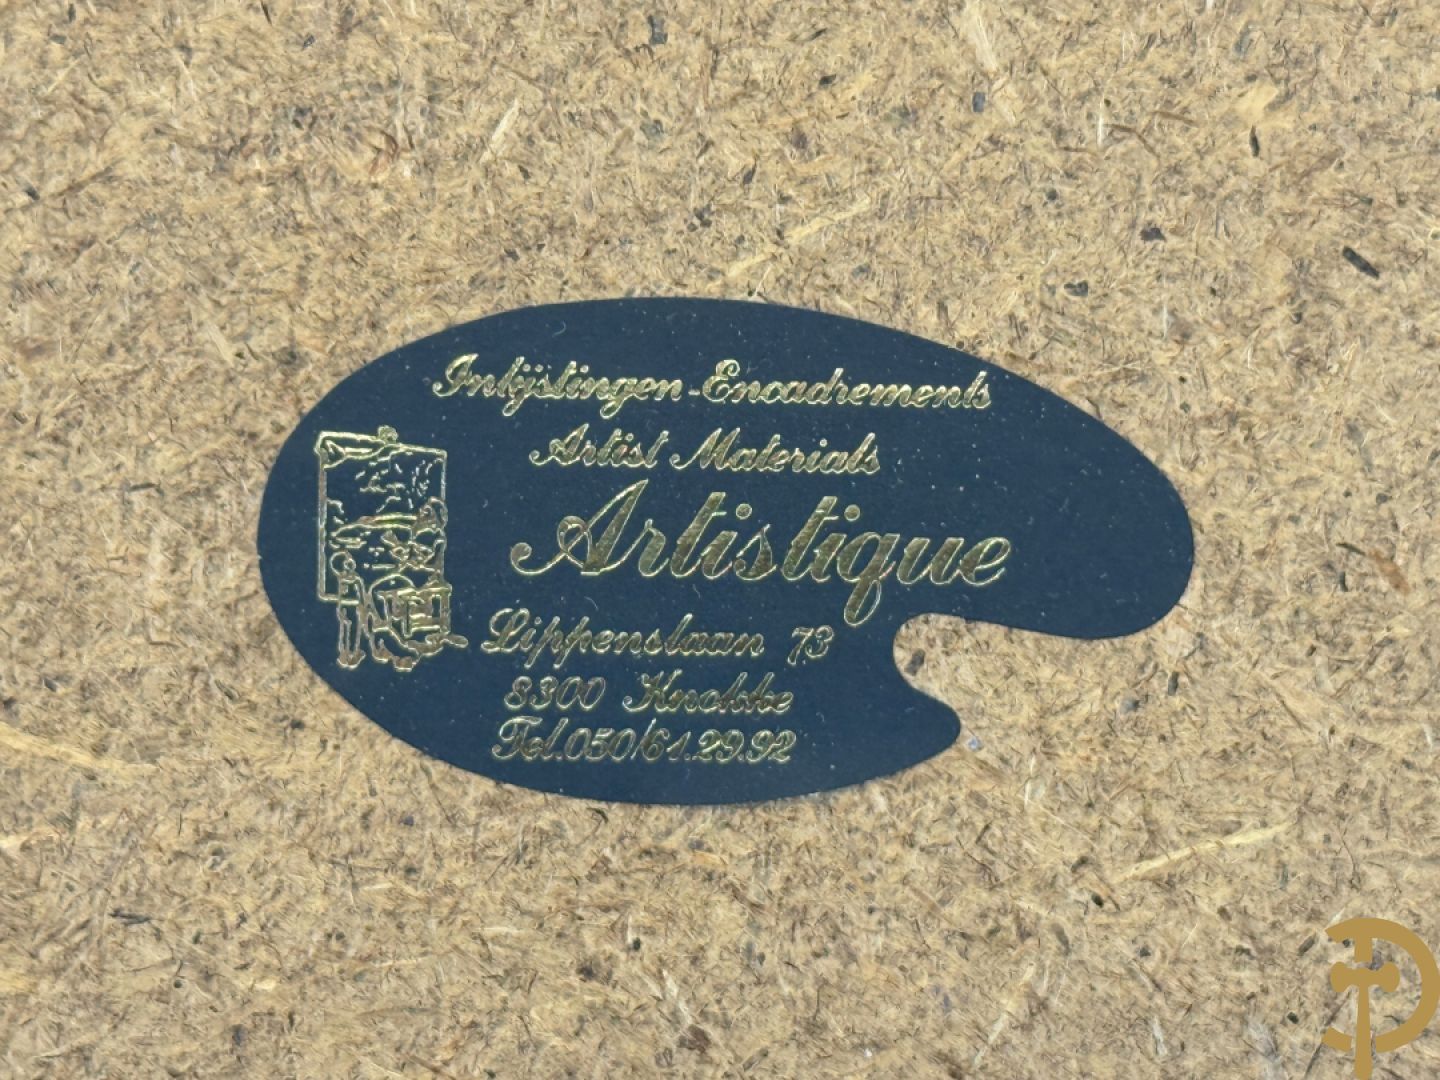 Inlijstingen-Encadrements
Artist Materials
Artistique
Lippenslaan 73
8300 Knokke
Tel.050/61.29.92